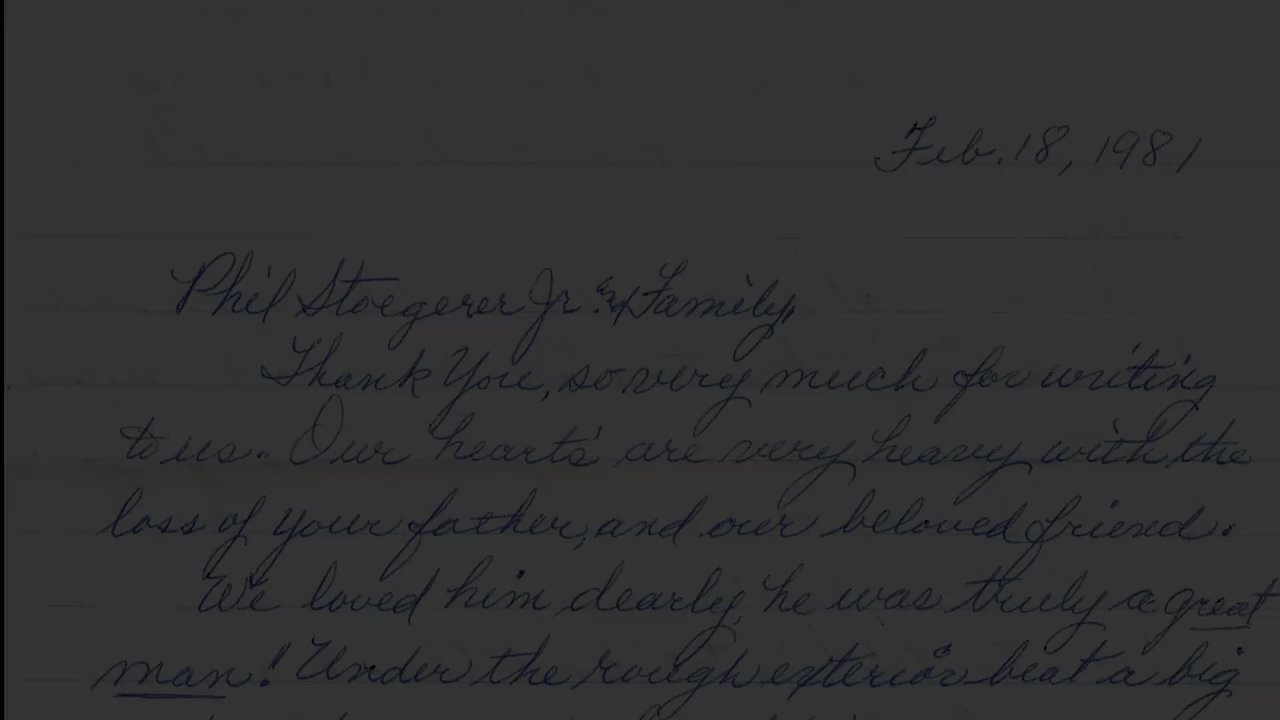 Feb. 18, 1981
Phil Stoegerer Jr. & Family,
Thank You, so very much for writing
to us. Our heart's are very heavy with the
loss of your father, and our beloved friend.
We loved him dearly, he was truly a great
man! Under the rough exterior beat a big